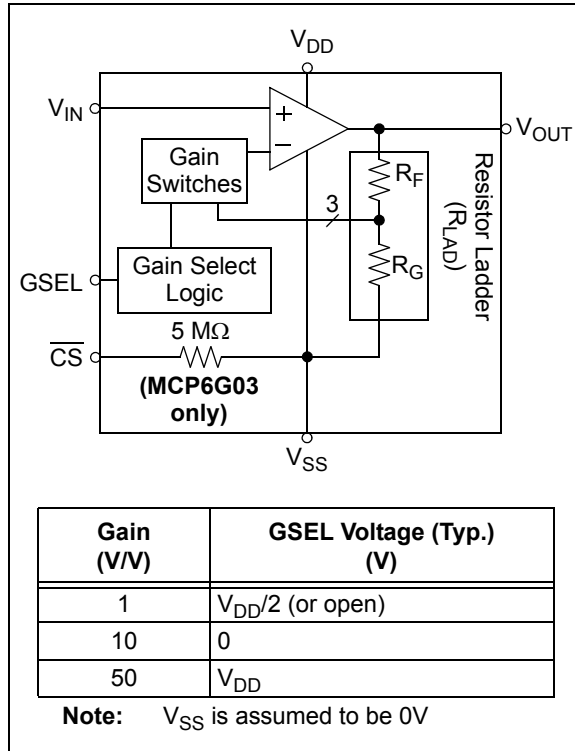 V_DD
V_IN
+
−
V_OUT
Gain
Switches
R_F
3
Resistor Ladder
(R_LAD)
GSEL
Gain Select
Logic
R_G
CS̅
5 MΩ
(MCP6G03
only)
V_SS
Gain
(V/V)
GSEL Voltage (Typ.)
(V)
1 V_DD/2 (or open)
10 0
50 V_DD
Note: V_SS is assumed to be 0V